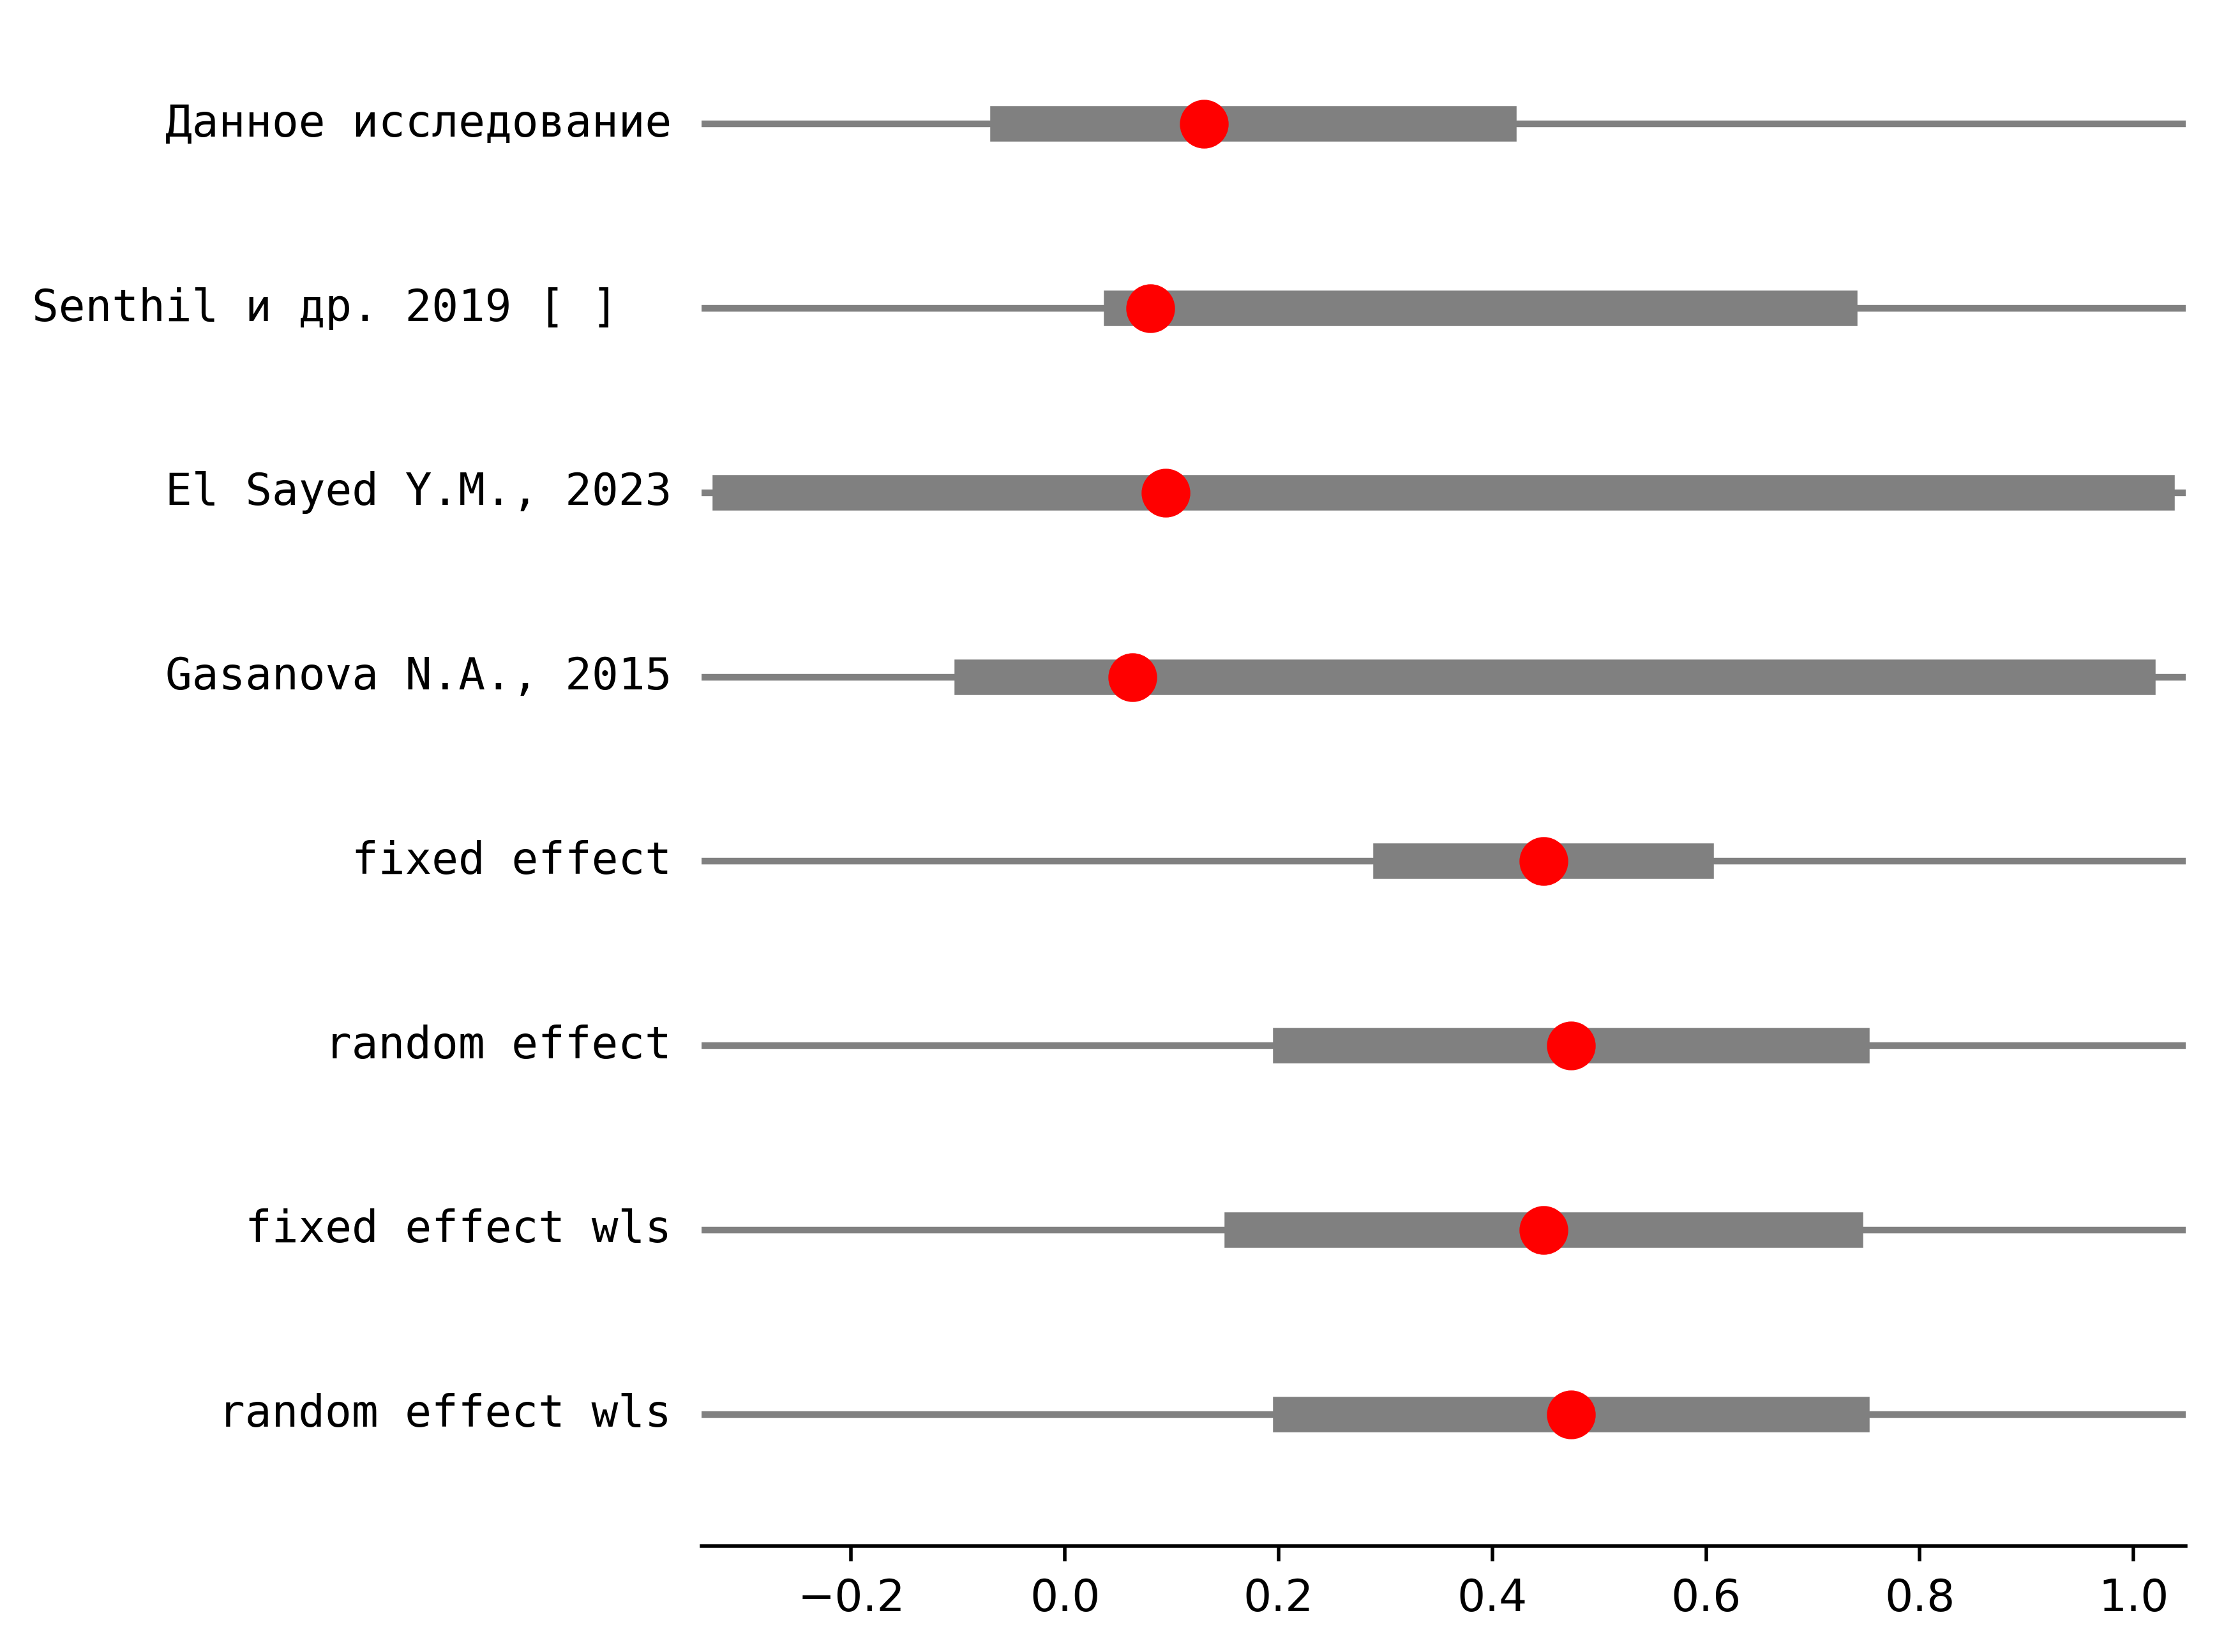 Данное исследование
Senthil и др. 2019 [ ]
El Sayed Y.M., 2023
Gasanova N.A., 2015
fixed effect
random effect
fixed effect wls
random effect wls
−0.2 0.0 0.2 0.4 0.6 0.8 1.0